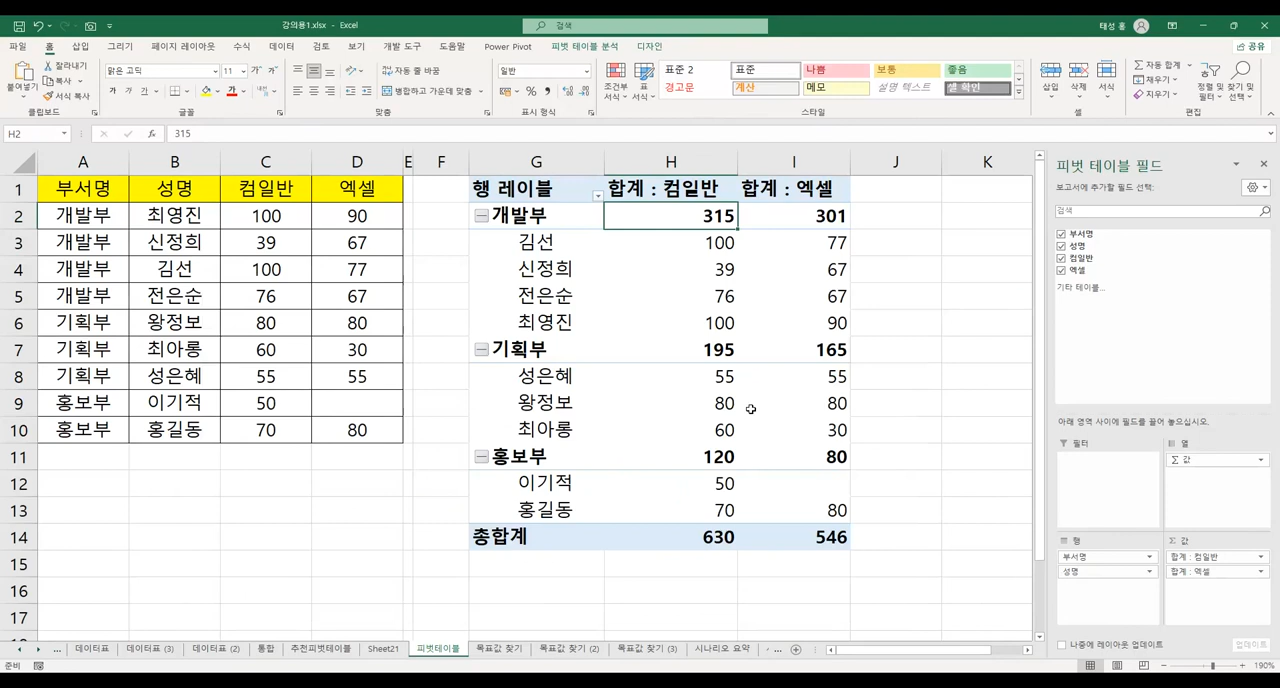 강의용1.xlsx - Excel
검색
태성 홍
파일 홈 삽입 그리기 페이지 레이아웃 수식 데이터 검토 보기 개발 도구 도움말 Power Pivot 피벗 테이블 분석 디자인
공유
붙여넣기
잘라내기
복사
서식 복사
클립보드
맑은 고딕 11
가 가 가
글꼴
자동 줄 바꿈
병합하고 가운데 맞춤
맞춤
일반
표시 형식
조건부 서식
표 서식
표준 2 표준 나쁨 보통 좋음
경고문 계산 메모 설명 텍스트 셀 확인
스타일
삽입 삭제 서식
셀
자동 합계
채우기
지우기
정렬 및 필터
찾기 및 선택
편집
H2 fx 315
A B C D E F G H I J K
1 부서명 성명 컴일반 엑셀 행 레이블 합계 : 컴일반 합계 : 엑셀
2 개발부 최영진 100 90 개발부 315 301
3 개발부 신정희 39 67 김선 100 77
4 개발부 김선 100 77 신정희 39 67
5 개발부 전은순 76 67 전은순 76 67
6 기획부 왕정보 80 80 최영진 100 90
7 기획부 최아롱 60 30 기획부 195 165
8 기획부 성은혜 55 55 성은혜 55 55
9 홍보부 이기적 50 왕정보 80 80
10 홍보부 홍길동 70 80 최아롱 60 30
11 홍보부 120 80
12 이기적 50
13 홍길동 70 80
14 총합계 630 546
15
16
17
피벗 테이블 필드
보고서에 추가할 필드 선택:
검색
부서명
성명
컴일반
엑셀
기타 테이블...
아래 영역 사이에 필드를 끌어 놓으십시오.
필터 열
Σ 값
행 Σ 값
부서명 합계 : 컴일반
성명 합계 : 엑셀
나중에 레이아웃 업데이트 업데이트
... 데이터표 데이터표 (3) 데이터표 (2) 통합 추천피벗테이블 Sheet21 피벗테이블 목표값 찾기 목표값 찾기 (2) 목표값 찾기 (3) 시나리오 요약 ...
준비 190%